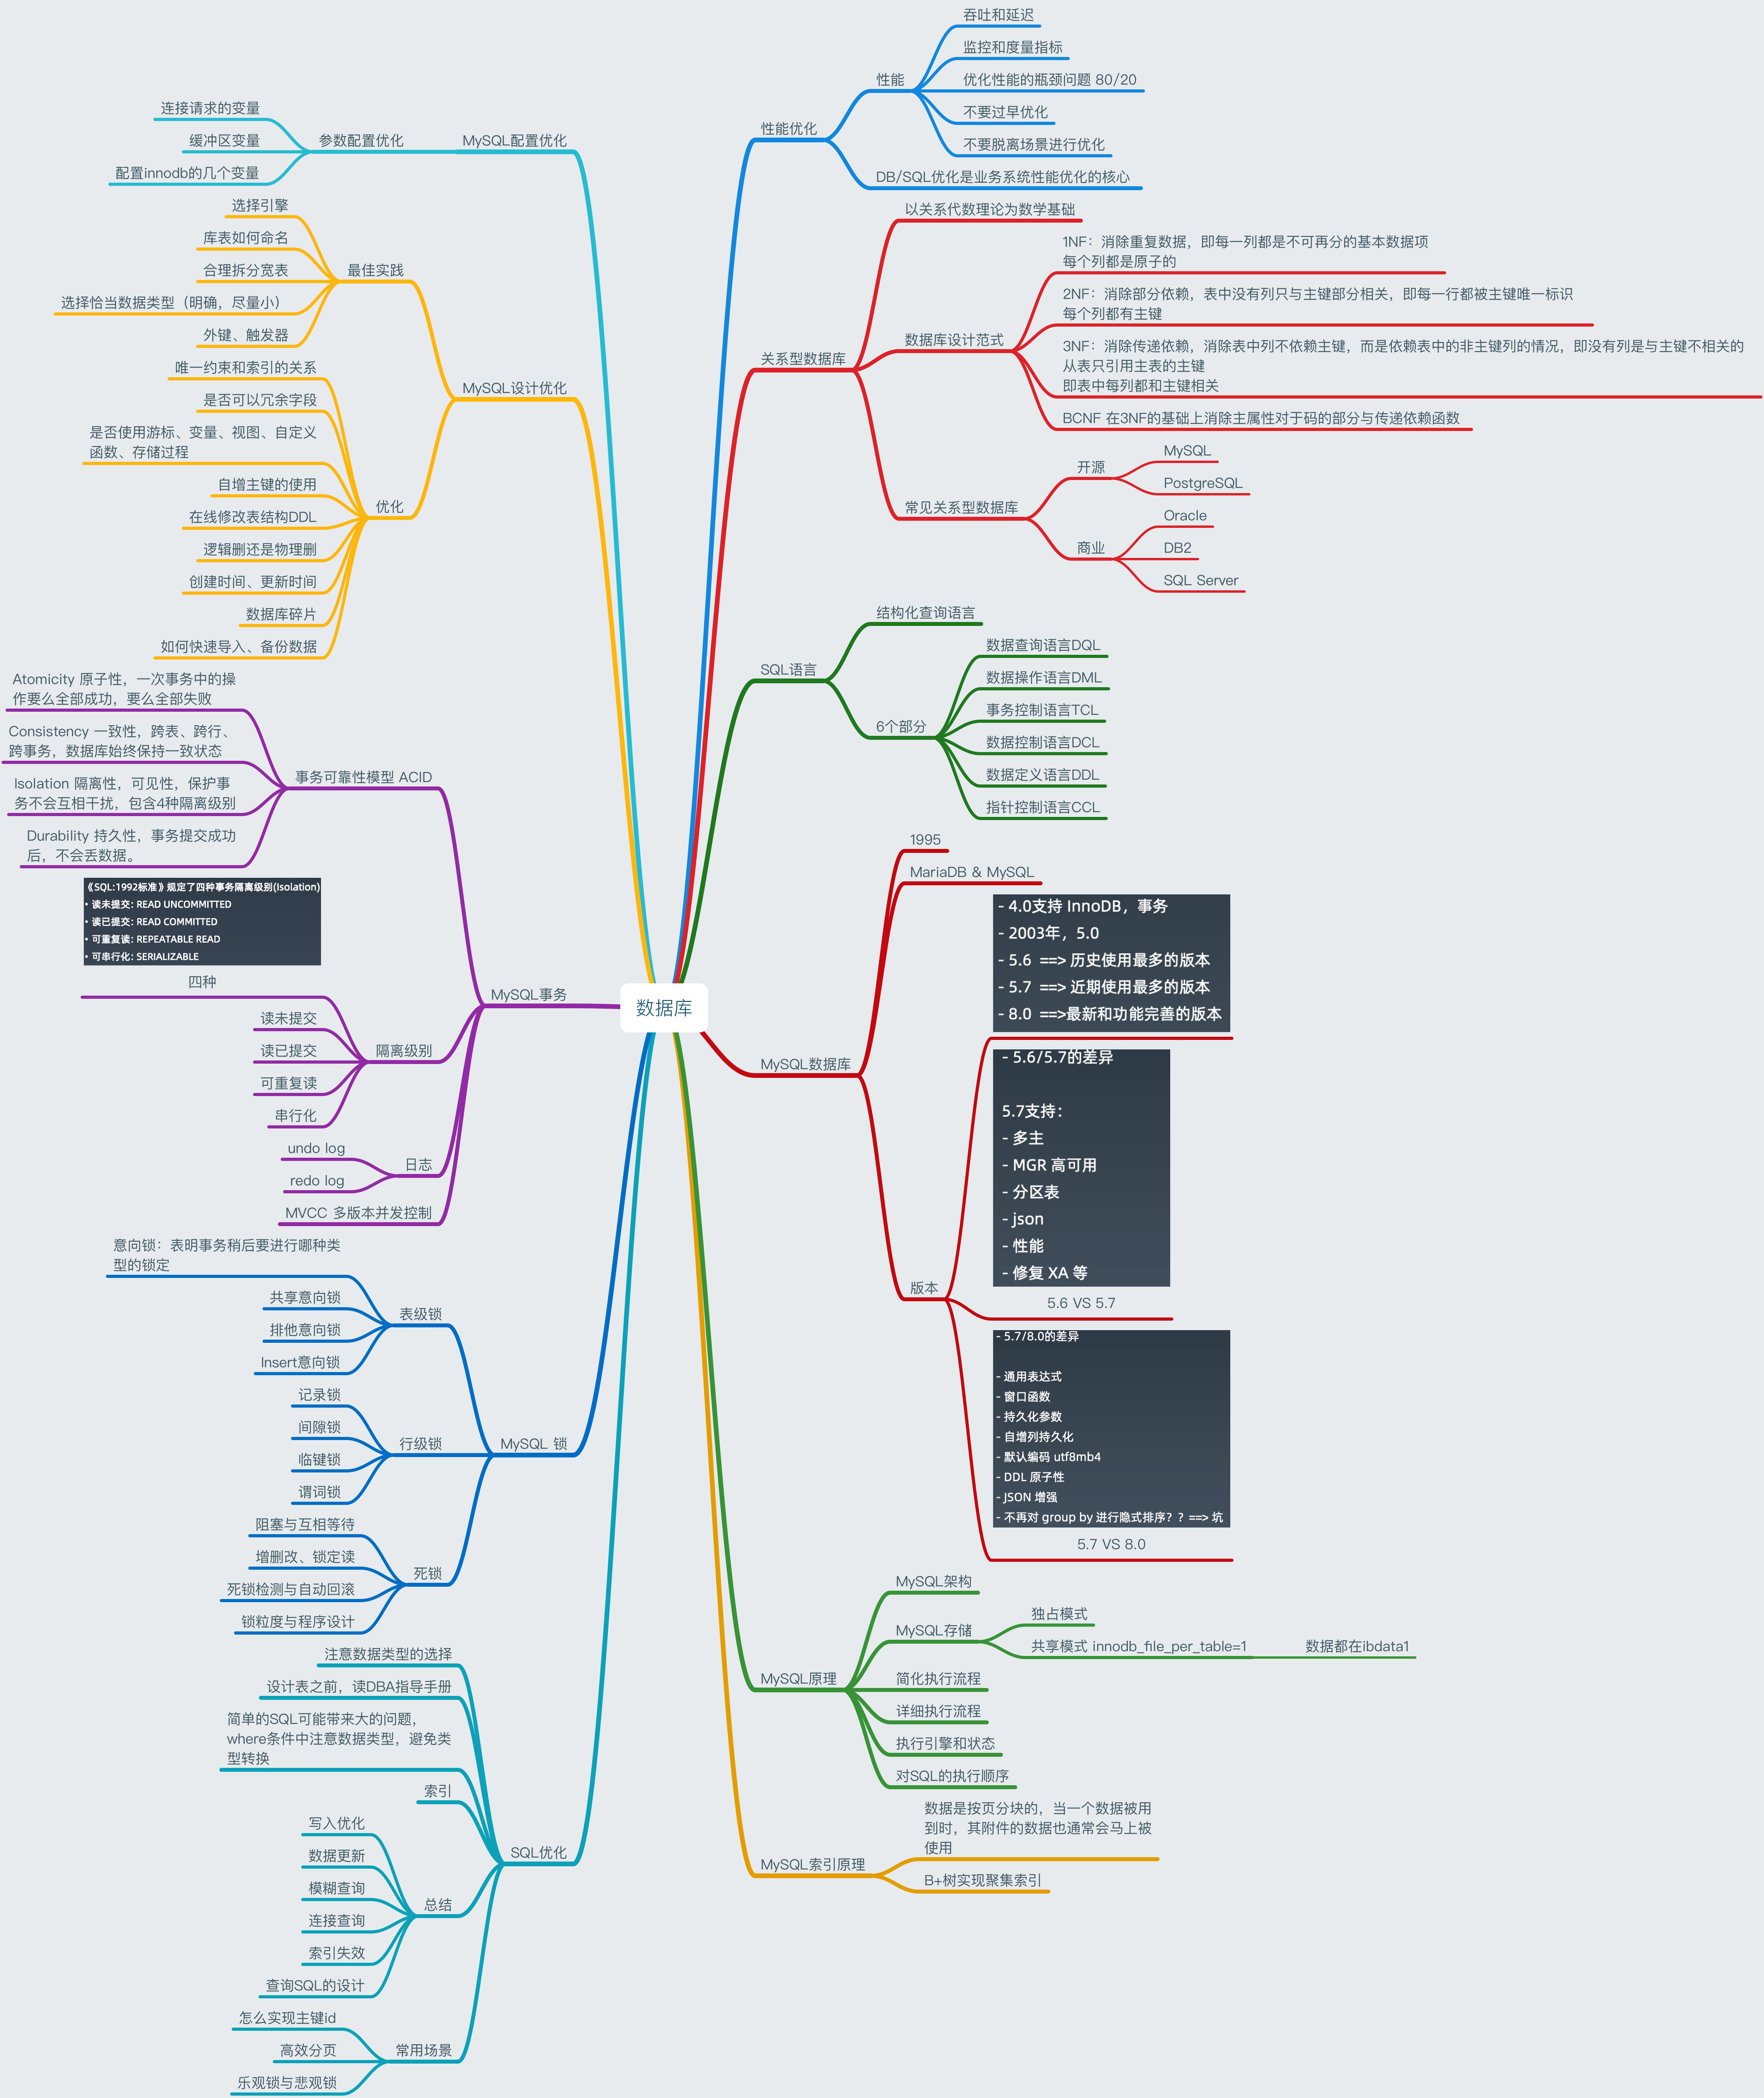 数据库
性能优化
性能
吞吐和延迟
监控和度量指标
优化性能的瓶颈问题 80/20
不要过早优化
不要脱离场景进行优化
DB/SQL优化是业务系统性能优化的核心
关系型数据库
以关系代数理论为数学基础
数据库设计范式
1NF：消除重复数据，即每一列都是不可再分的基本数据项
每个列都是原子的
2NF：消除部分依赖，表中没有列只与主键部分相关，即每一行都被主键唯一标识
每个列都有主键
3NF：消除传递依赖，消除表中列不依赖主键，而是依赖表中的非主键列的情况，即没有列是与主键不相关的
从表只引用主表的主键
即表中每列都和主键相关
BCNF 在3NF的基础上消除主属性对于码的部分与传递依赖函数
常见关系型数据库
开源
MySQL
PostgreSQL
商业
Oracle
DB2
SQL Server
SQL语言
结构化查询语言
6个部分
数据查询语言DQL
数据操作语言DML
事务控制语言TCL
数据控制语言DCL
数据定义语言DDL
指针控制语言CCL
MySQL数据库
1995
MariaDB & MySQL
版本
- 4.0支持 InnoDB，事务
- 2003年，5.0
- 5.6 ==> 历史使用最多的版本
- 5.7 ==> 近期使用最多的版本
- 8.0 ==>最新和功能完善的版本
- 5.6/5.7的差异
5.7支持：
- 多主
- MGR 高可用
- 分区表
- json
- 性能
- 修复 XA 等
5.6 VS 5.7
- 5.7/8.0的差异
- 通用表达式
- 窗口函数
- 持久化参数
- 自增列持久化
- 默认编码 utf8mb4
- DDL 原子性
- JSON 增强
- 不再对 group by 进行隐式排序？？==> 坑
5.7 VS 8.0
MySQL原理
MySQL架构
MySQL存储
独占模式
共享模式 innodb_file_per_table=1
数据都在ibdata1
简化执行流程
详细执行流程
执行引擎和状态
对SQL的执行顺序
MySQL索引原理
数据是按页分块的，当一个数据被用
到时，其附件的数据也通常会马上被
使用
B+树实现聚集索引
MySQL配置优化
参数配置优化
连接请求的变量
缓冲区变量
配置innodb的几个变量
MySQL设计优化
最佳实践
选择引擎
库表如何命名
合理拆分宽表
选择恰当数据类型（明确，尽量小）
外键、触发器
优化
唯一约束和索引的关系
是否可以冗余字段
是否使用游标、变量、视图、自定义
函数、存储过程
自增主键的使用
在线修改表结构DDL
逻辑删还是物理删
创建时间、更新时间
数据库碎片
如何快速导入、备份数据
MySQL事务
事务可靠性模型 ACID
Atomicity 原子性，一次事务中的操
作要么全部成功，要么全部失败
Consistency 一致性，跨表、跨行、
跨事务，数据库始终保持一致状态
Isolation 隔离性，可见性，保护事
务不会互相干扰，包含4种隔离级别
Durability 持久性，事务提交成功
后，不会丢数据。
隔离级别
《SQL:1992标准》规定了四种事务隔离级别(Isolation)
• 读未提交: READ UNCOMMITTED
• 读已提交: READ COMMITTED
• 可重复读: REPEATABLE READ
• 可串行化: SERIALIZABLE
四种
读未提交
读已提交
可重复读
串行化
日志
undo log
redo log
MVCC 多版本并发控制
MySQL 锁
表级锁
意向锁：表明事务稍后要进行哪种类
型的锁定
共享意向锁
排他意向锁
Insert意向锁
行级锁
记录锁
间隙锁
临键锁
谓词锁
死锁
阻塞与互相等待
增删改、锁定读
死锁检测与自动回滚
锁粒度与程序设计
SQL优化
注意数据类型的选择
设计表之前，读DBA指导手册
简单的SQL可能带来大的问题，
where条件中注意数据类型，避免类
型转换
索引
总结
写入优化
数据更新
模糊查询
连接查询
索引失效
查询SQL的设计
常用场景
怎么实现主键id
高效分页
乐观锁与悲观锁